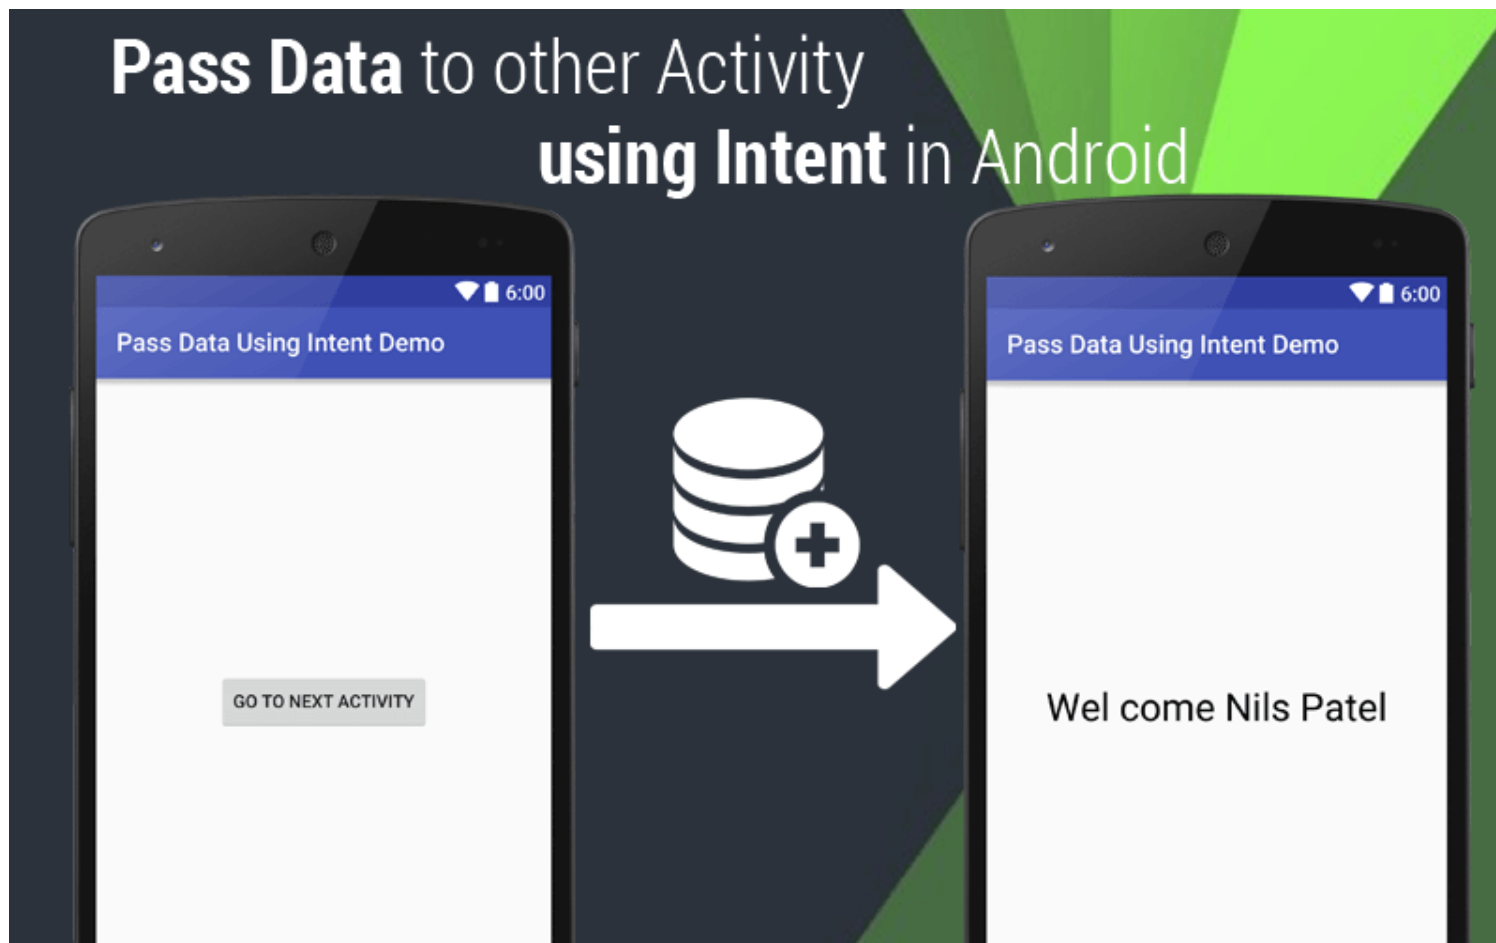 Pass Data to other Activity
using Intent in Android
6:00
Pass Data Using Intent Demo
GO TO NEXT ACTIVITY
6:00
Pass Data Using Intent Demo
Wel come Nils Patel